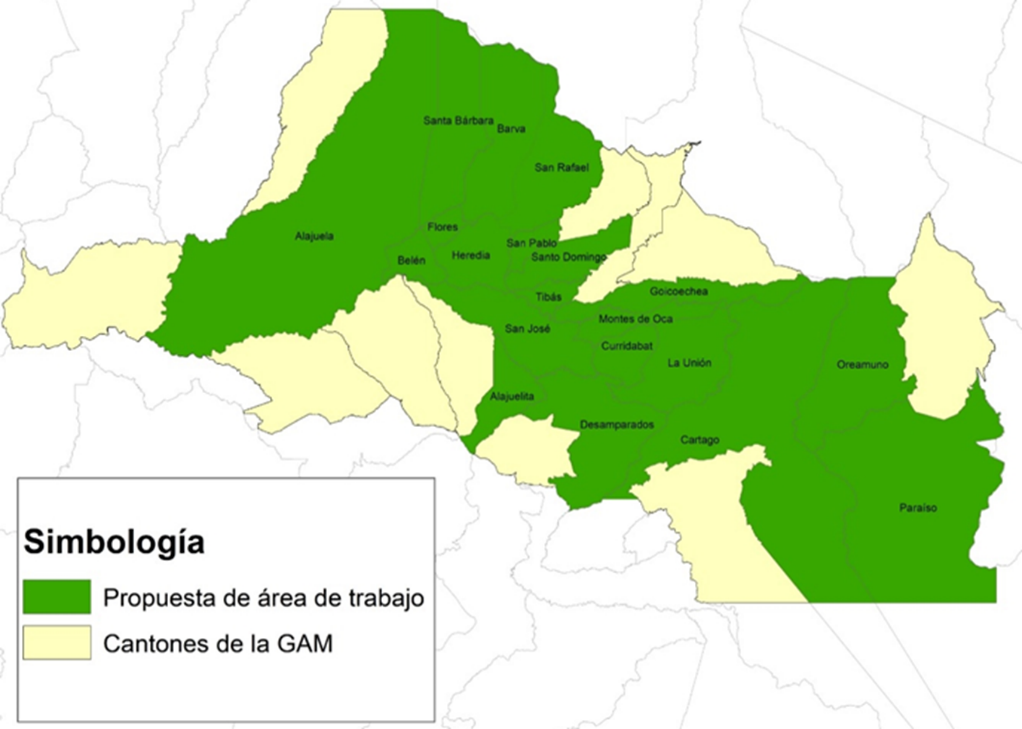 Santa Bárbara
Barva
San Rafael
Flores
Alajuela
San Pablo
Heredia
Santo Domingo
Belén
Goicoechea
Tibás
Montes de Oca
San José
Curridabat
La Unión
Oreamuno
Alajuelita
Desamparados
Cartago
Paraíso
Simbología
Propuesta de área de trabajo
Cantones de la GAM